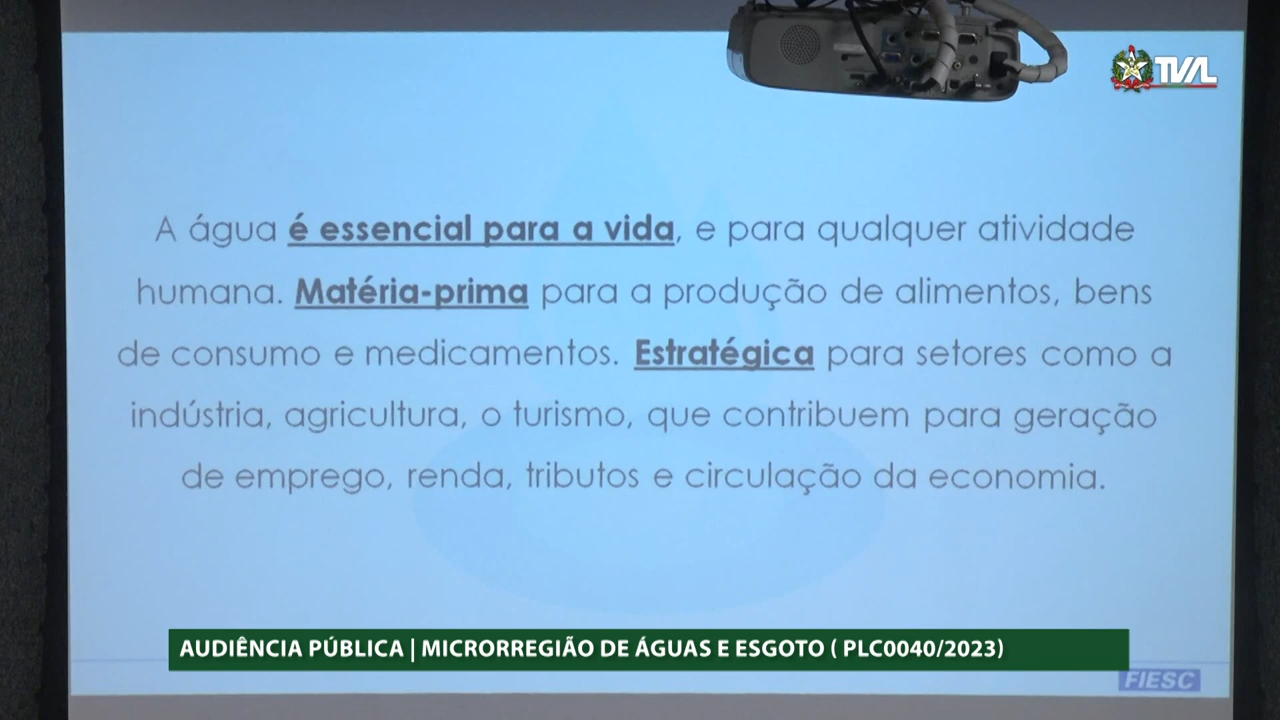 TVAL
A água é essencial para a vida, e para qualquer atividade
humana. Matéria-prima para a produção de alimentos, bens
de consumo e medicamentos. Estratégica para setores como a
indústria, agricultura, o turismo, que contribuem para geração
de emprego, renda, tributos e circulação da economia.
AUDIÊNCIA PÚBLICA | MICRORREGIÃO DE ÁGUAS E ESGOTO ( PLC0040/2023)
FIESC